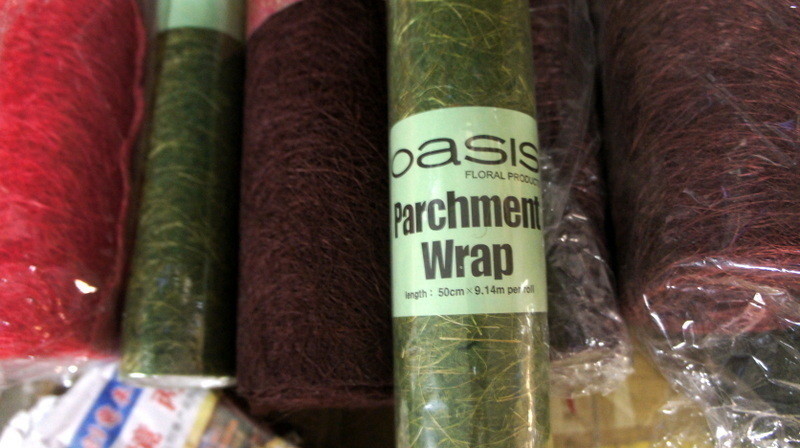 oasis
FLORAL PRODUCT
Parchment
Wrap
length : 50cm × 9.14m per roll